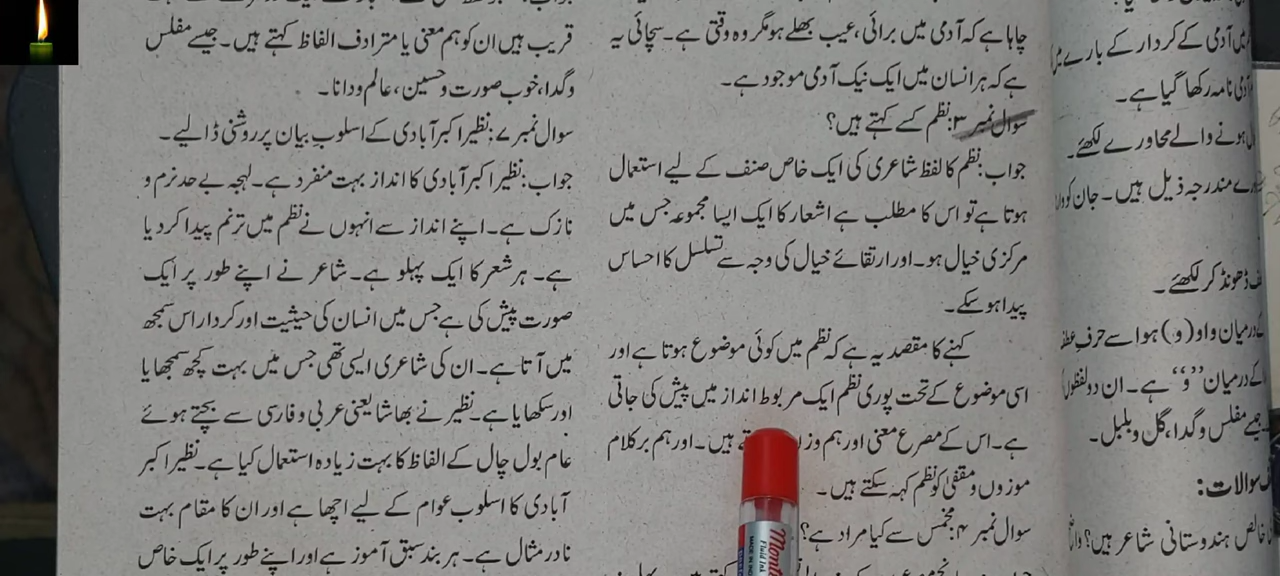 میں آدمی کے کردار کے بارے میں
آدمی نامہ رکھا گیا ہے۔
ہونے والے محاورے لکھئے۔
مندرجہ ذیل ہیں۔ جان کو
ڈھونڈ کر لکھئے۔
کے درمیان واو (و) ہوا سے حرفِ عطف
کے درمیان ”و“ ہے۔ ان دو لفظوں
جیسے مفلس و گدا، گل و بلبل۔
سوالات:
خالص ہندوستانی شاعر ہیں؟
چاہا ہے کہ آدمی میں برائی، عیب بھلے ہو مگر وہ وقتی ہے۔ سچائی یہ
ہے کہ ہر انسان میں ایک نیک آدمی موجود ہے۔
سوال نمبر ۳: نظم کسے کہتے ہیں؟
جواب: نظم کا لفظ شاعری کی ایک خاص صنف کے لیے استعمال
ہوتا ہے تو اس کا مطلب ہے اشعار کا ایک ایسا مجموعہ جس میں
مرکزی خیال ہو۔ اور ارتقائے خیال کی وجہ سے تسلسل کا احساس
پیدا ہو سکے۔
کہنے کا مقصد یہ ہے کہ نظم میں کوئی موضوع ہوتا ہے اور
اسی موضوع کے تحت پوری نظم ایک مربوط انداز میں پیش کی جاتی
ہے۔ اس کے مصرع معنی اور ہم ہیں۔ اور ہم ہر کلام
موزوں و مقفیٰ کو نظم کہہ سکتے ہیں۔
سوال نمبر ۴: مخمس سے کیا مراد ہے؟
قریب ہیں ان کو ہم معنی یا مترادف الفاظ کہتے ہیں۔ جیسے مفلس
و گدا، خوب صورت و حسین، عالم و دانا۔
سوال نمبر ۷: نظیر اکبر آبادی کے اسلوبِ بیان پر روشنی ڈالیے۔
جواب: نظیر اکبر آبادی کا انداز بہت منفرد ہے۔ لہجہ بے حد نرم و
نازک ہے۔ اپنے انداز سے انہوں نے نظم میں ترنم پیدا کر دیا
ہے۔ ہر شعر کا ایک پہلو ہے۔ شاعر نے اپنے طور پر ایک
صورت پیش کی ہے جس میں انسان کی حیثیت اور کردار اس سمجھ
میں آتا ہے۔ ان کی شاعری ایسی تھی جس میں بہت کچھ سمجھایا
اور سکھایا ہے۔ نظیر نے بھاشا یعنی عربی و فارسی سے بچتے ہوئے
عام بول چال کے الفاظ کا بہت زیادہ استعمال کیا ہے۔ نظیر اکبر
آبادی کا اسلوب عوام کے لیے اچھا ہے اور ان کا مقام بہت
نادر مثال ہے۔ ہر بند سبق آموز ہے اور اپنے طور پر ایک خاص